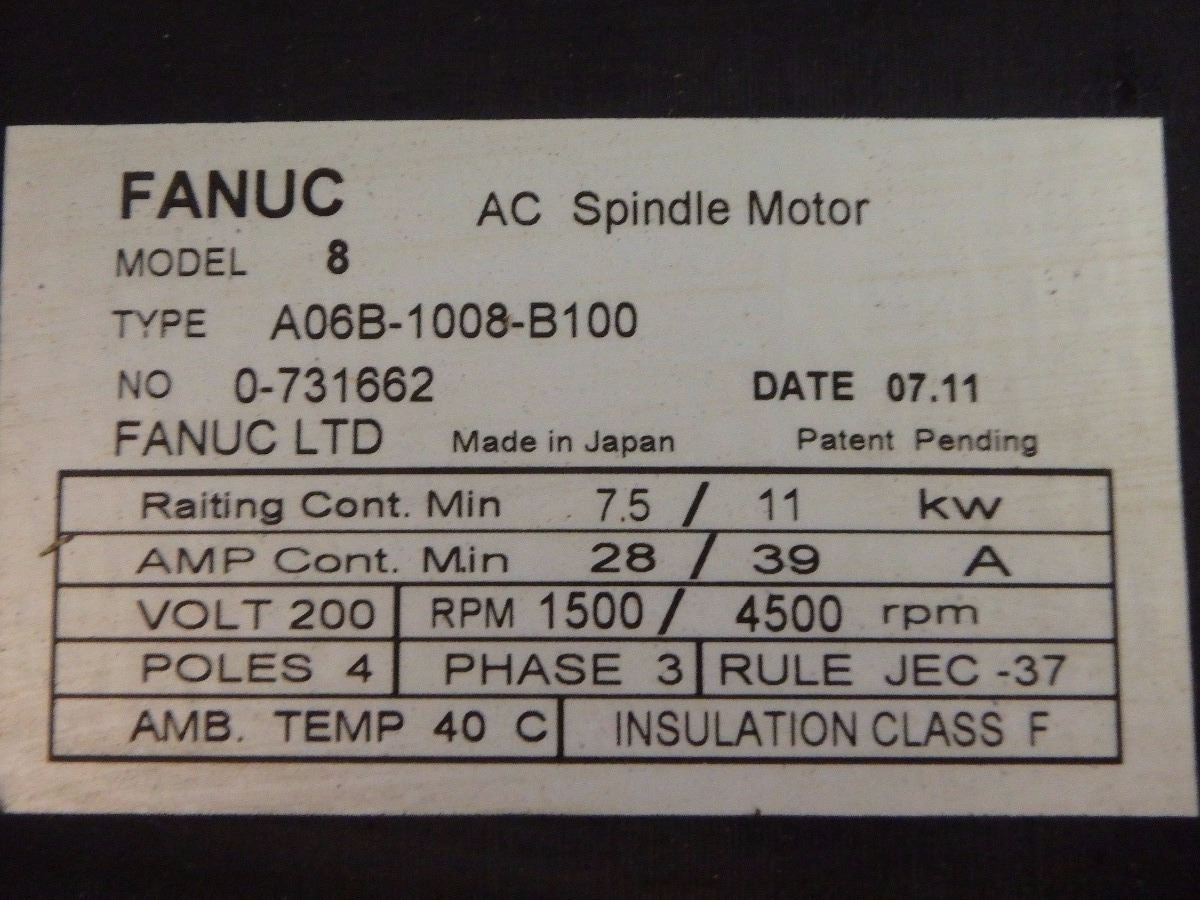 FANUC AC Spindle Motor
MODEL 8
TYPE A06B-1008-B100
NO 0-731662 DATE 07.11
FANUC LTD Made in Japan Patent Pending
Raiting Cont. Min 7.5 / 11 kw
AMP Cont. Min 28 / 39 A
VOLT 200 RPM 1500 / 4500 rpm
POLES 4 PHASE 3 RULE JEC -37
AMB. TEMP 40 C INSULATION CLASS F